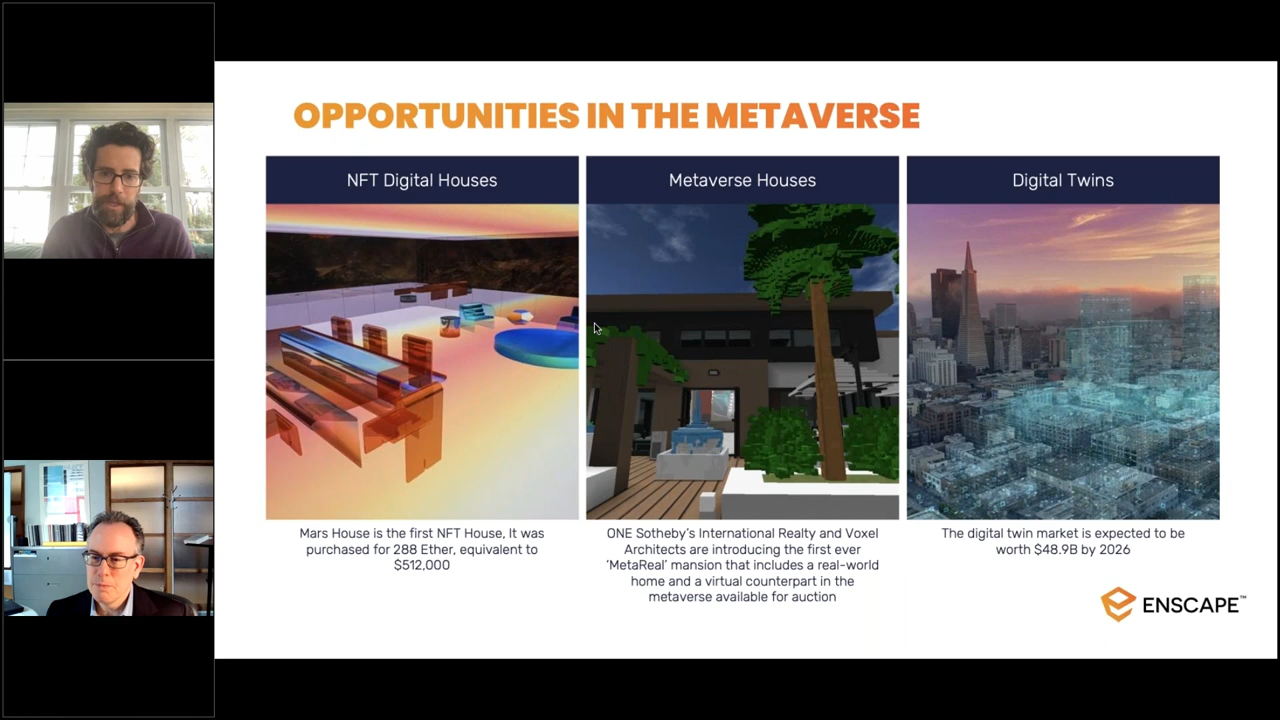 OPPORTUNITIES IN THE METAVERSE
NFT Digital Houses
Metaverse Houses
Digital Twins
Mars House is the first NFT House, It was
purchased for 288 Ether, equivalent to
$512,000
ONE Sotheby's International Realty and Voxel
Architects are introducing the first ever
'MetaReal' mansion that includes a real-world
home and a virtual counterpart in the
metaverse available for auction
The digital twin market is expected to be
worth $48.9B by 2026
ENSCAPE™